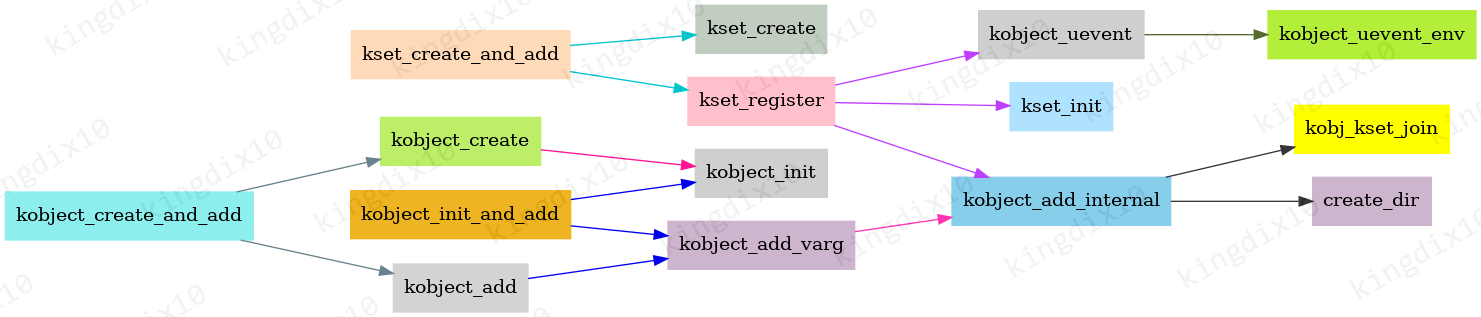 kset_create_and_add
kset_create
kobject_uevent
kobject_uevent_env
kset_register
kset_init
kobject_create_and_add
kobject_create
kobject_init
kobject_init_and_add
kobject_add_varg
kobject_add
kobject_add_internal
kobj_kset_join
create_dir
kingdix10